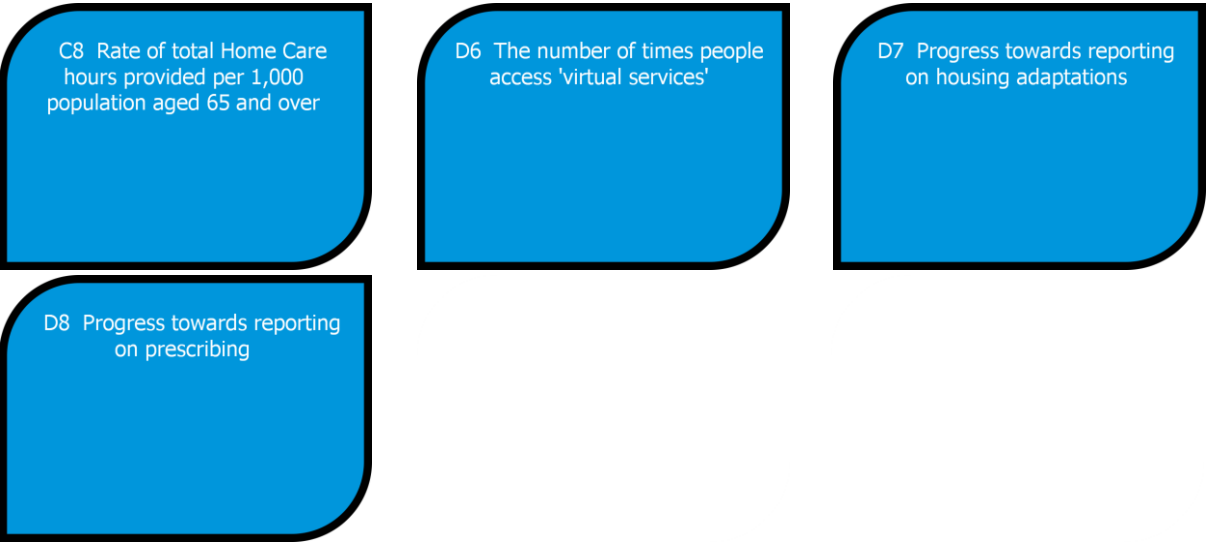 C8 Rate of total Home Care
hours provided per 1,000
population aged 65 and over
D6 The number of times people
access 'virtual services'
D7 Progress towards reporting
on housing adaptations
D8 Progress towards reporting
on prescribing